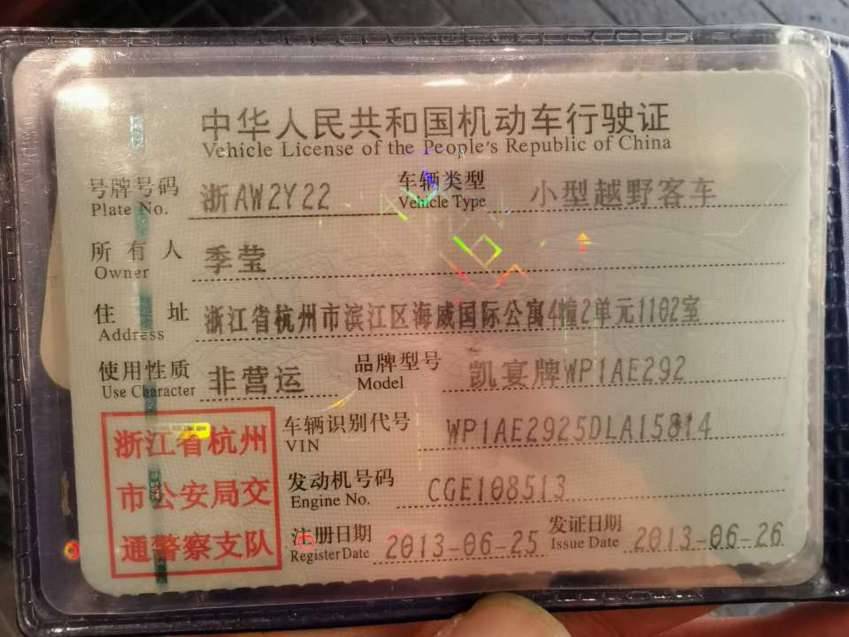 中华人民共和国机动车行驶证
Vehicle License of the People's Republic of China
号牌号码 浙AW2Y22 车辆类型 小型越野客车
Plate No. Vehicle Type
所有人 季莹
Owner
住址 浙江省杭州市滨江区海威国际公寓4幢2单元1102室
Address
使用性质 非营运 品牌型号 凯宴牌WP1AE292
Use Character Model
浙江省杭州
市公安局交
通警察支队
车辆识别代号 WP1AE2925DLA15814
VIN
发动机号码 CGE108513
Engine No.
注册日期 2013-06-25 发证日期 2013-06-26
Register Date Issue Date